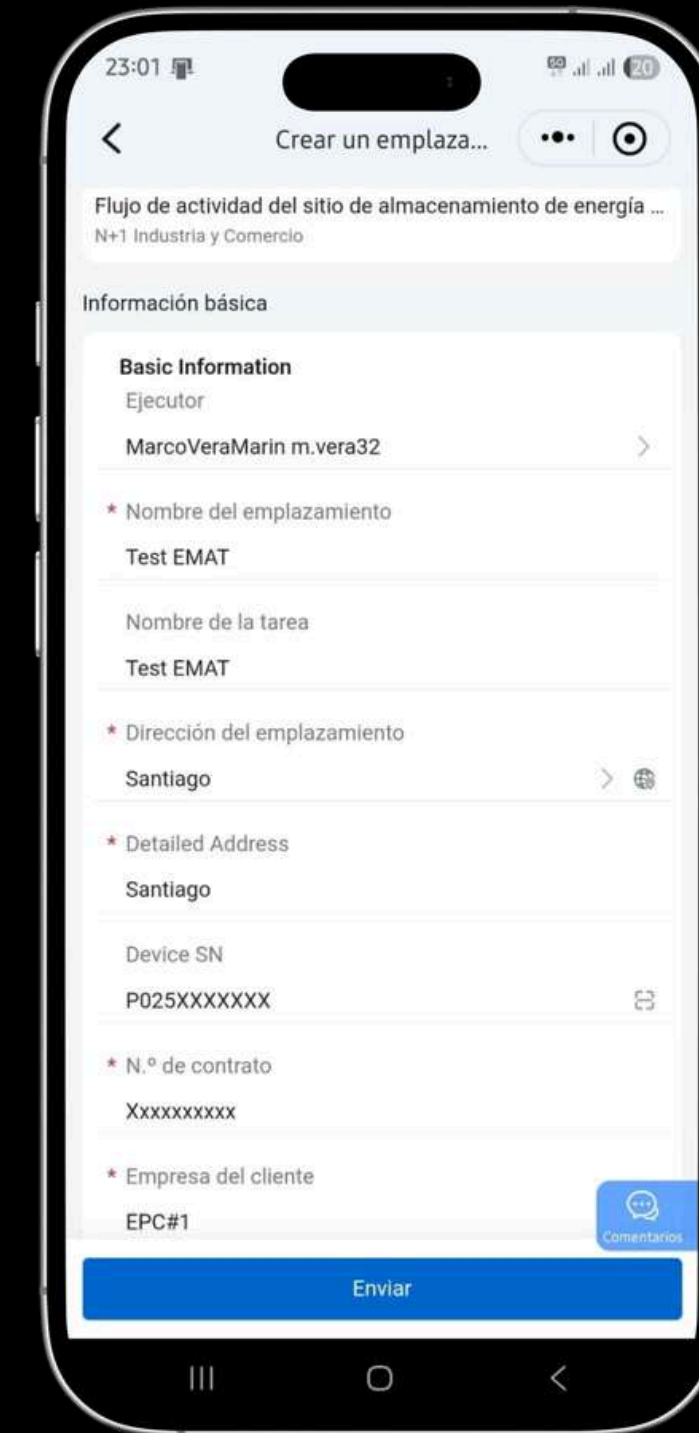 23:01
20
Crear un emplaza...
Flujo de actividad del sitio de almacenamiento de energía ...
N+1 Industria y Comercio
Información básica
Basic Information
Ejecutor
MarcoVeraMarin m.vera32
* Nombre del emplazamiento
Test EMAT
Nombre de la tarea
Test EMAT
* Dirección del emplazamiento
Santiago
* Detailed Address
Santiago
Device SN
P025XXXXXXX
* N.º de contrato
Xxxxxxxxxx
* Empresa del cliente
EPC#1
Comentarios
Enviar